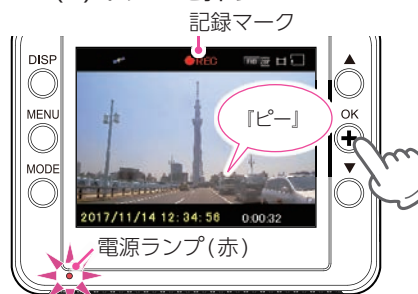 記録マーク
DISP
REC
▲
OK
MENU
『ピー』
MODE
▼
2017/11/14 12:34:56 0:00:32
電源ランプ(赤)